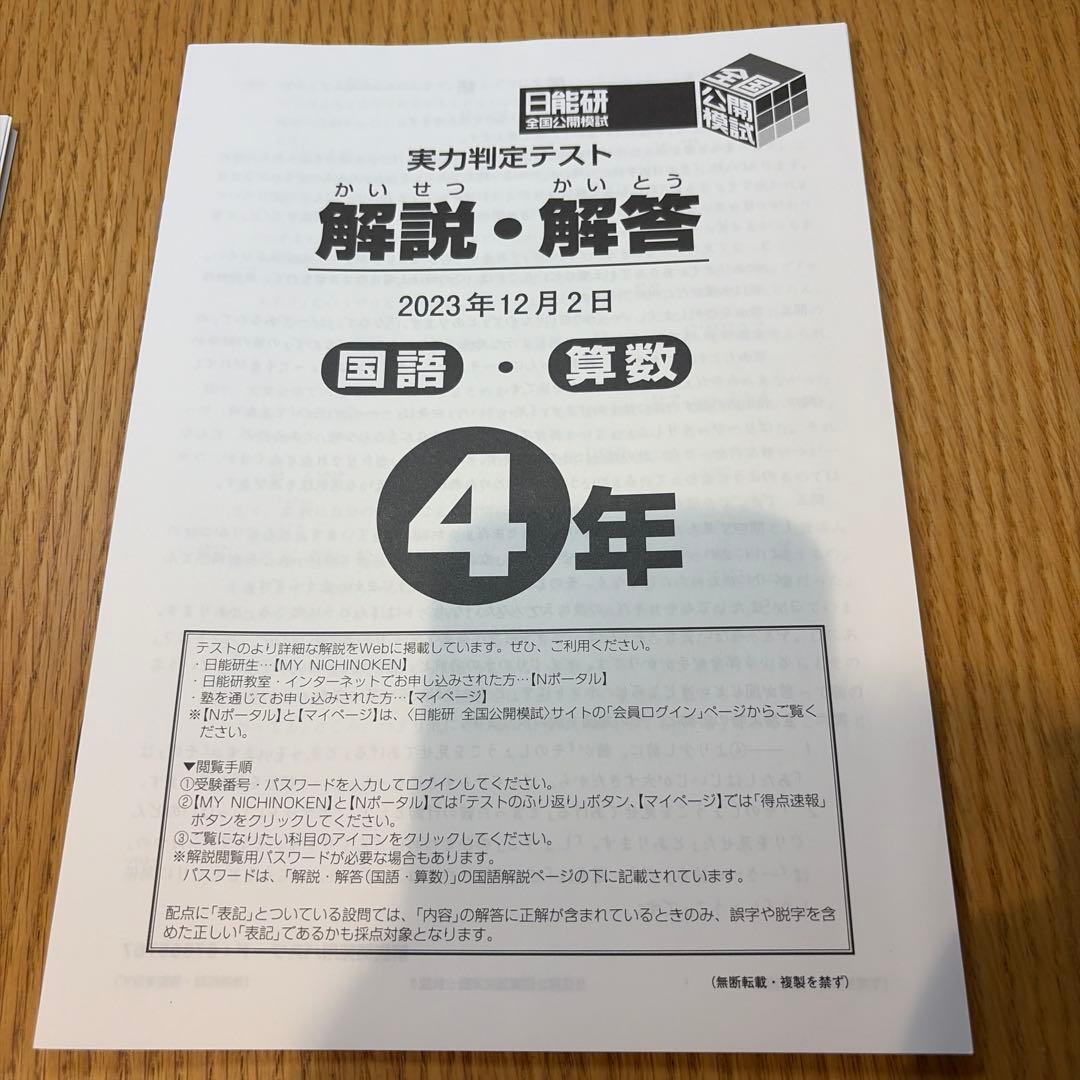 日能研
全国公開模試
全国
公開
模試
実力判定テスト
かいせつ かいとう
解説・解答
2023年12月2日
国語・算数
4年
テストのより詳細な解説をWebに掲載しています。ぜひ、ご利用ください。
・日能研生…【MY NICHINOKEN】
・日能研教室・インターネットでお申し込みされた方…【Nポータル】
・塾を通じてお申し込みされた方…【マイページ】
※【Nポータル】と【マイページ】は、〈日能研 全国公開模試〉サイトの「会員ログイン」ページからご覧く
ださい。
▼閲覧手順
①受験番号・パスワードを入力してログインしてください。
②【MY NICHINOKEN】と【Nポータル】では「テストのふり返り」ボタン、【マイページ】では「得点速報」
ボタンをクリックしてください。
③ご覧になりたい科目のアイコンをクリックしてください。
※解説閲覧用パスワードが必要な場合もあります。
パスワードは、「解説・解答(国語・算数)」の国語解説ページの下に記載されています。
配点に「表記」とついている設問では、「内容」の解答に正解が含まれているときのみ、誤字や脱字を含
めた正しい「表記」であるかも採点対象となります。
(無断転載・複製を禁ず)